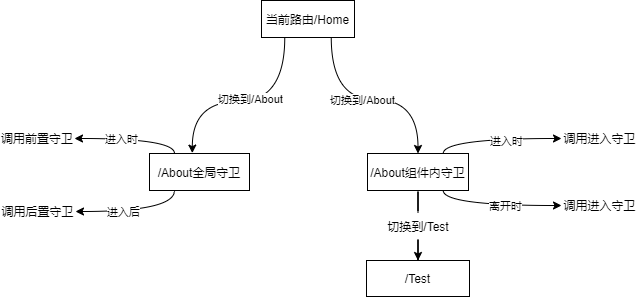 当前路由/Home
切换到/About
切换到/About
调用前置守卫
进入时
进入时
调用进入守卫
/About全局守卫
/About组件内守卫
调用后置守卫
进入后
离开时
调用进入守卫
切换到/Test
/Test